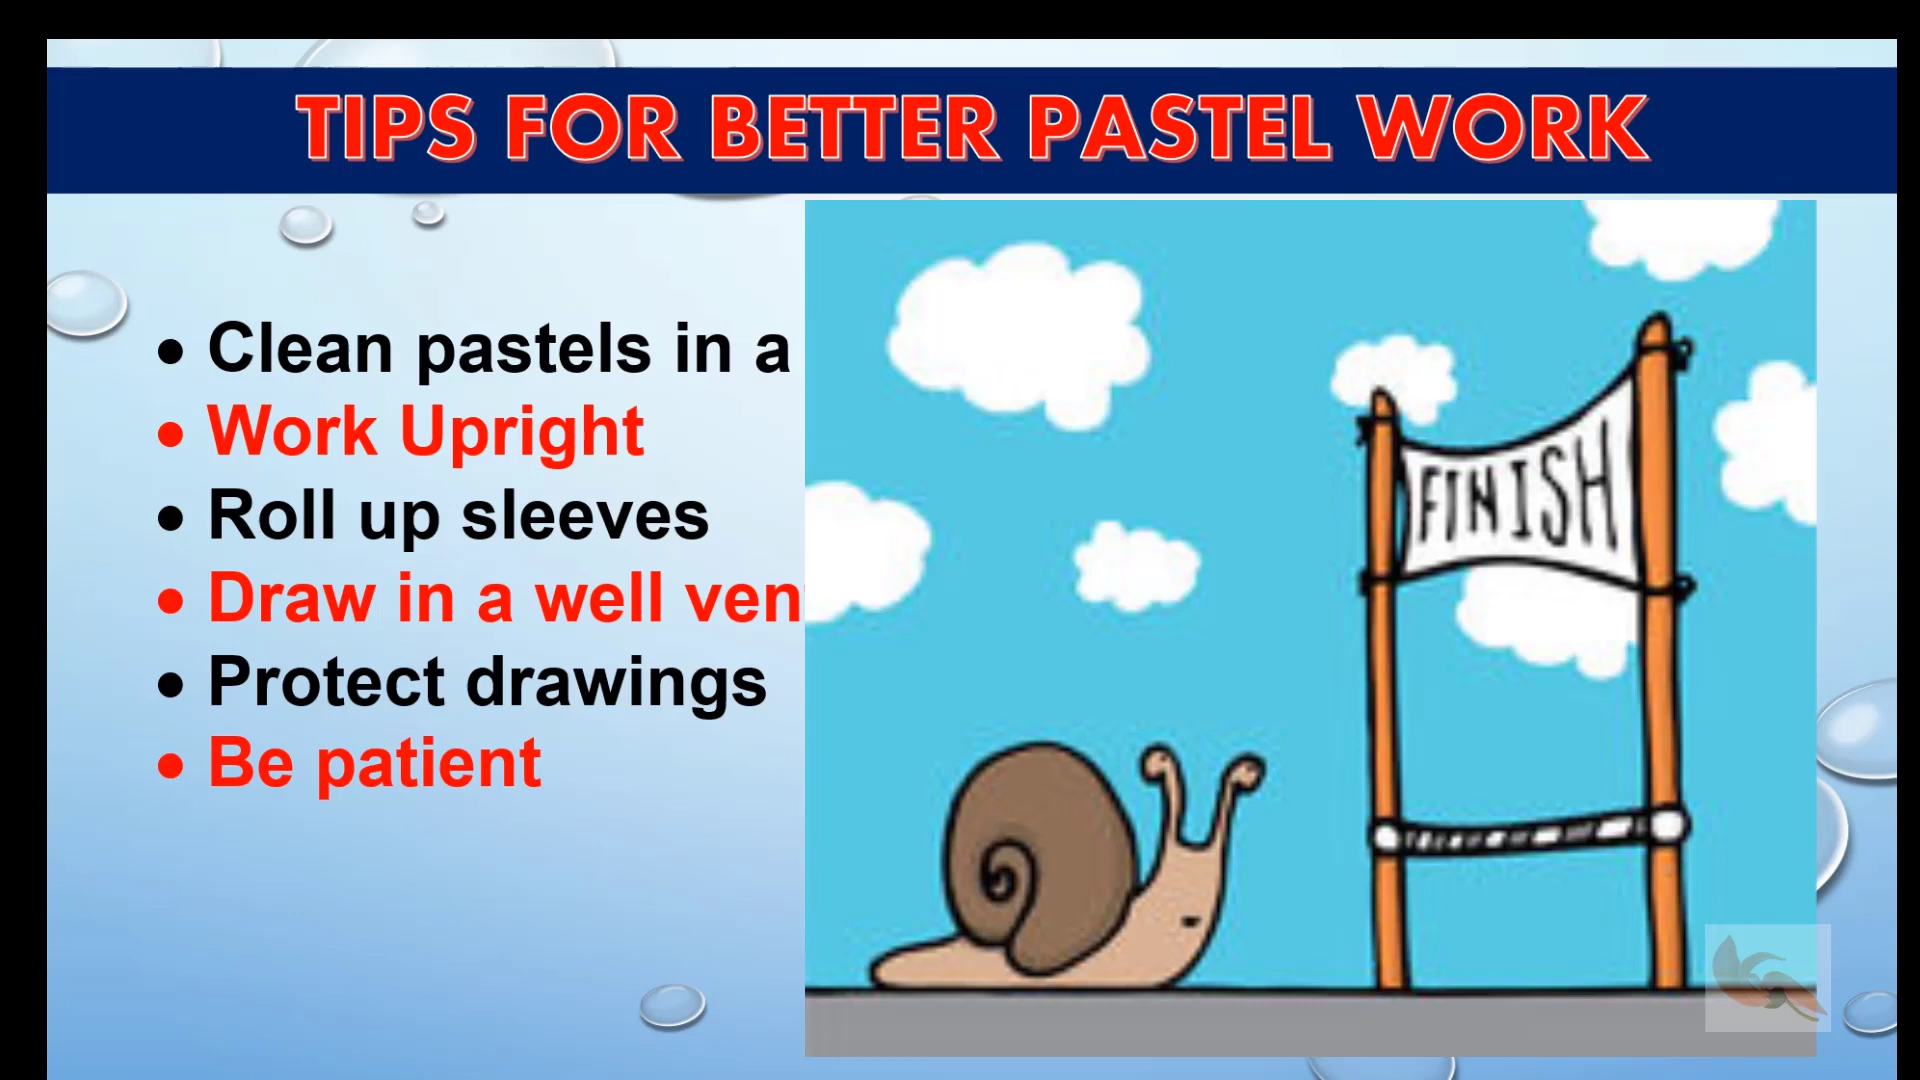 TIPS FOR BETTER PASTEL WORK
• Clean pastels in a
• Work Upright
• Roll up sleeves
• Draw in a well ven
• Protect drawings
• Be patient
FINISH